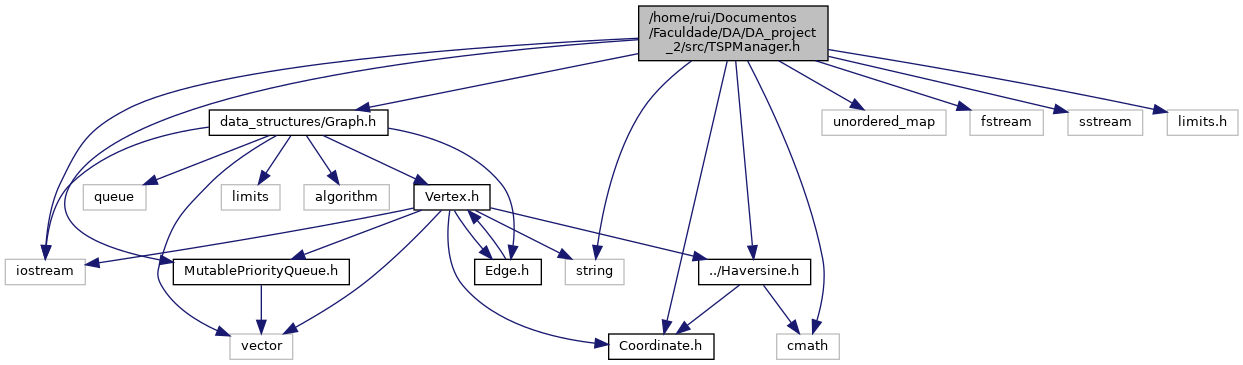 /home/rui/Documentos
/Faculdade/DA/DA_project
_2/src/TSPManager.h
data_structures/Graph.h
unordered_map
fstream
sstream
limits.h
queue
limits
algorithm
Vertex.h
iostream
MutablePriorityQueue.h
Edge.h
string
../Haversine.h
vector
Coordinate.h
cmath